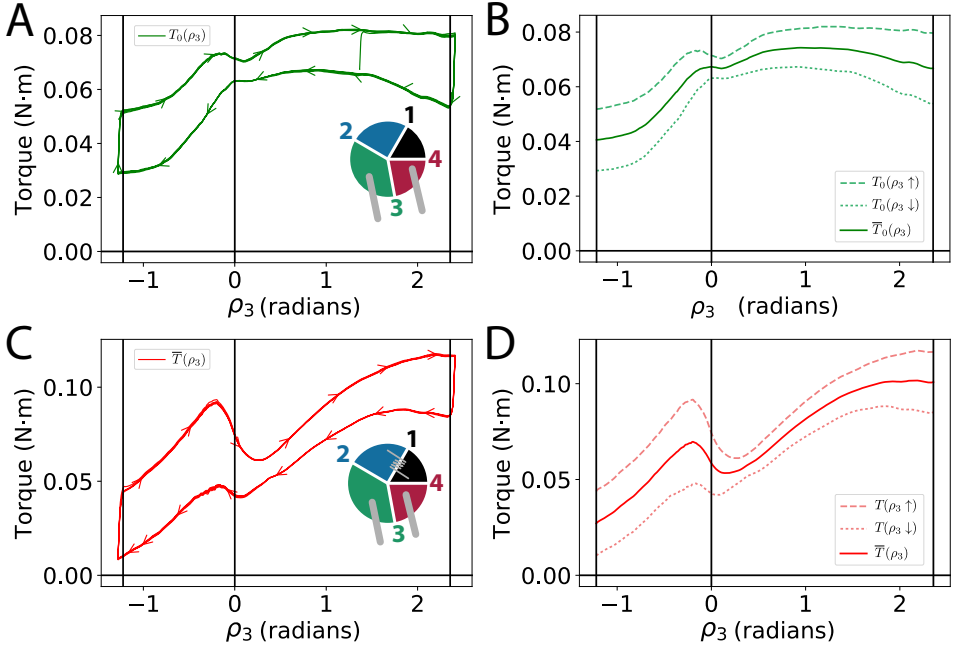 A
T₀(ρ₃)
Torque (N·m)
0.08
0.06
0.04
0.02
0.00
−1
0
1
2
ρ₃ (radians)
1
2
3
4
B
Torque (N·m)
0.08
0.06
0.04
0.02
0.00
−1
0
1
2
ρ₃ (radians)
T₀(ρ₃ ↑)
T₀(ρ₃ ↓)
T̅₀(ρ₃)
C
T̅(ρ₃)
Torque (N·m)
0.10
0.05
0.00
−1
0
1
2
ρ₃ (radians)
1
2
3
4
D
Torque (N·m)
0.10
0.05
0.00
−1
0
1
2
ρ₃ (radians)
T(ρ₃ ↑)
T(ρ₃ ↓)
T̅(ρ₃)